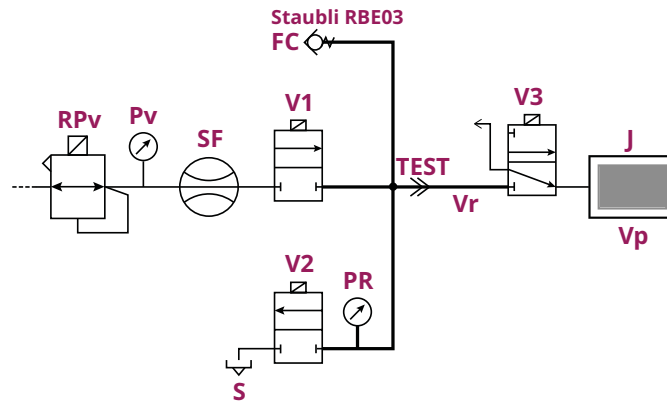 Staubli RBE03
FC
V1
V3
RPv
Pv
SF
J
TEST
Vr
Vp
V2
PR
S